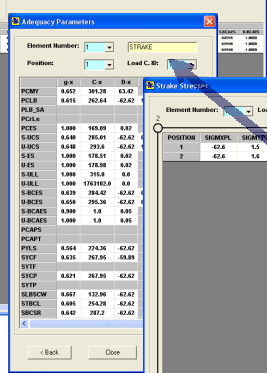 Adequacy Parameters
Element Number: 1 STRAKE
Position: 1 Load C. ID: 1
g-x C-x D-x
PCMY 0.652 301.28 63.42
PCLB 0.615 262.64 -62.62
PLB_SA
PCrLe
PCES 1.000 169.09 0.02
S-UCS 0.640 285.01 -62.62
U-UCS 0.648 293.6 -62.62
S-ES 1.000 178.51 0.02
U-ES 1.000 178.98 0.02
S-ULL 1.000 315.0 0.0
U-ULL 1.000 1763102.0 0.0
S-BCES 0.639 284.42 -62.62
U-BCES 0.650 295.36 -62.62
S-BCAES 0.900 1.0 0.05
U-BCAES 1.000 1.0 0.05
PCAPS
PCAPT
PYLS 0.564 224.36 -62.62
SYCF 0.635 267.95 -59.89
SYTF
SYCP 0.621 267.95 -62.62
SYTP
SLBSCW 0.667 132.96 -62.62
STBCL 0.605 254.28 -62.62
SBCSR 0.642 287.2 -62.62
< Back Close
Strake Stresses
Element Number: 1
2
POSITION SIGMXPL
1 -62.6 1.5
2 -62.6 1.6